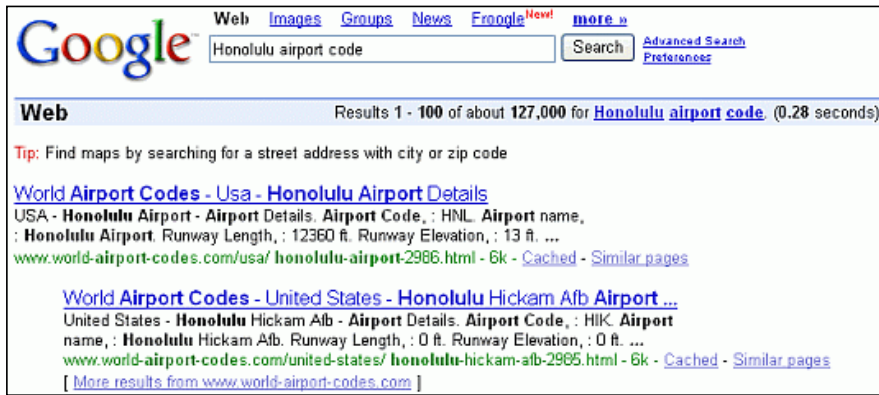 Web Images Groups News Froogle New! more »
Google™
Honolulu airport code Search Advanced Search
Preferences
Web Results 1 - 100 of about 127,000 for Honolulu airport code. (0.28 seconds)
Tip: Find maps by searching for a street address with city or zip code
World Airport Codes - Usa - Honolulu Airport Details
USA - Honolulu Airport - Airport Details. Airport Code, : HNL. Airport name,
: Honolulu Airport. Runway Length, : 12360 ft. Runway Elevation, : 13 ft. ...
www.world-airport-codes.com/usa/ honolulu-airport-2986.html - 6k - Cached - Similar pages
World Airport Codes - United States - Honolulu Hickam Afb Airport ...
United States - Honolulu Hickam Afb - Airport Details. Airport Code, : HIK. Airport
name, : Honolulu Hickam Afb. Runway Length, : 0 ft. Runway Elevation, : 0 ft. ...
www.world-airport-codes.com/united-states/ honolulu-hickam-afb-2985.html - 6k - Cached - Similar pages
[ More results from www.world-airport-codes.com ]